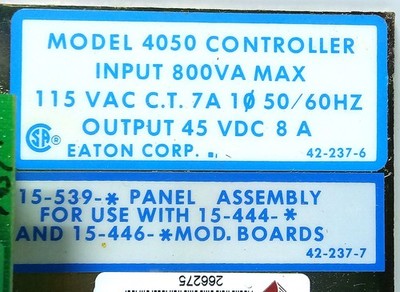 MODEL 4050 CONTROLLER
INPUT 800VA MAX
115 VAC C.T. 7A 1Ø 50/60HZ
OUTPUT 45 VDC 8 A
EATON CORP. 42-237-6
15-539-* PANEL ASSEMBLY
FOR USE WITH 15-444-*
AND 15-446-*MOD. BOARDS
42-237-7
266275